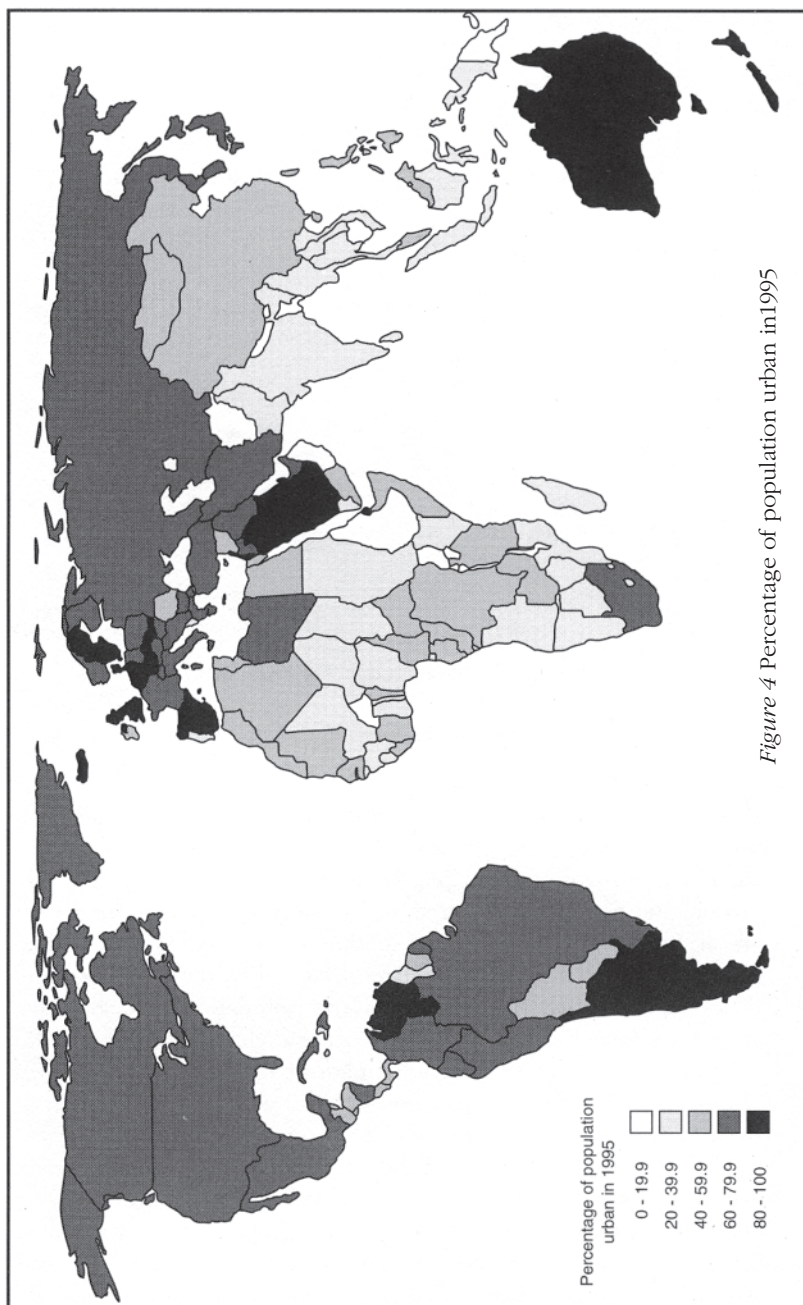 Percentage of population
urban in 1995
0 - 19.9
20 - 39.9
40 - 59.9
60 - 79.9
80 - 100
Figure 4 Percentage of population urban in1995